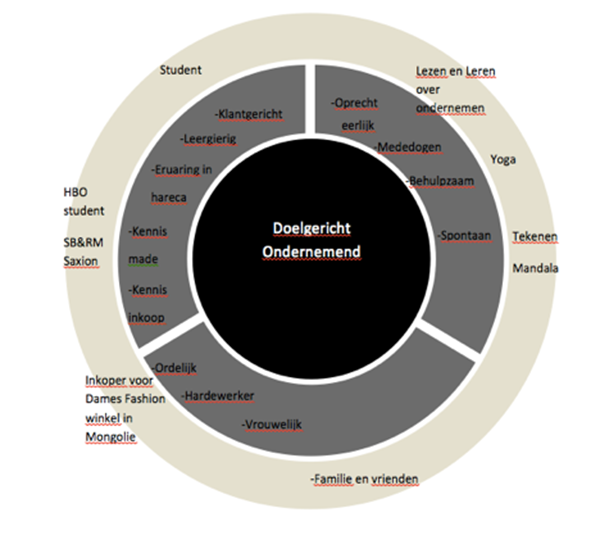 Student
-Klantgericht
-Leergierig
-Eruaring in
hareca
-Kennis
made
-Kennis
inkoop
HBO
student
SB&RM
Saxion
-Oprecht
eerlijk
-Mededogen
-Behulpzaam
-Spontaan
Lezen en Leren
over
ondernemen
Yoga
Tekenen
Mandala
Doelgericht
Ondernemend
-Ordelijk
-Hardewerker
-Vrouwelijk
Inkoper voor
Dames Fashion
winkel in
Mongolie
-Familie en vrienden